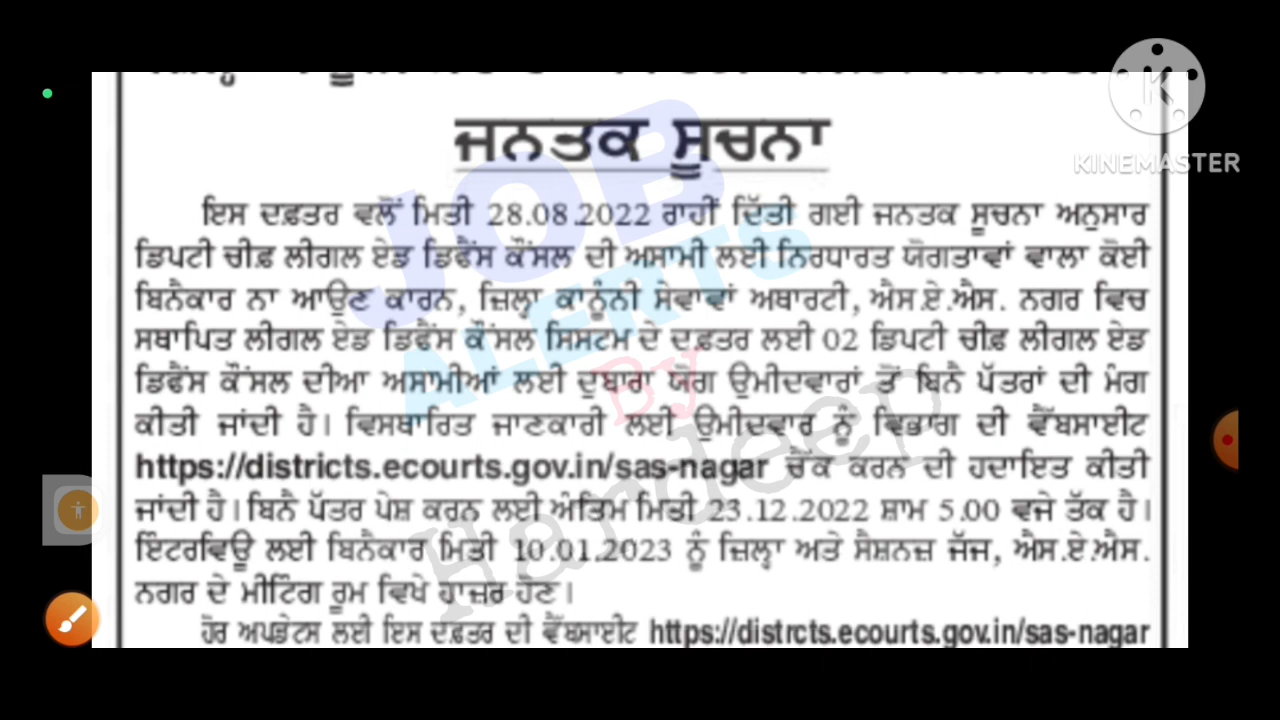 ਜਨਤਕ ਸੂਚਨਾ
ਇਸ ਦਫ਼ਤਰ ਵਲੋਂ ਮਿਤੀ 28.08.2022 ਰਾਹੀਂ ਦਿੱਤੀ ਗਈ ਜਨਤਕ ਸੂਚਨਾ ਅਨੁਸਾਰ
ਡਿਪਟੀ ਚੀਫ਼ ਲੀਗਲ ਏਡ ਡਿਫੈਂਸ ਕੌਂਸਲ ਦੀ ਅਸਾਮੀ ਲਈ ਨਿਰਧਾਰਤ ਯੋਗਤਾਵਾਂ ਵਾਲਾ ਕੋਈ
ਬਿਨੈਕਾਰ ਨਾ ਆਉਣ ਕਾਰਨ, ਜ਼ਿਲ੍ਹਾ ਕਾਨੂੰਨੀ ਸੇਵਾਵਾਂ ਅਥਾਰਟੀ, ਐਸ.ਏ.ਐਸ. ਨਗਰ ਵਿਚ
ਸਥਾਪਿਤ ਲੀਗਲ ਏਡ ਡਿਫੈਂਸ ਕੌਂਸਲ ਸਿਸਟਮ ਦੇ ਦਫ਼ਤਰ ਲਈ 02 ਡਿਪਟੀ ਚੀਫ਼ ਲੀਗਲ ਏਡ
ਡਿਫੈਂਸ ਕੌਂਸਲ ਦੀਆ ਅਸਾਮੀਆਂ ਲਈ ਦੁਬਾਰਾ ਯੋਗ ਉਮੀਦਵਾਰਾਂ ਤੋਂ ਬਿਨੈ ਪੱਤਰਾਂ ਦੀ ਮੰਗ
ਕੀਤੀ ਜਾਂਦੀ ਹੈ। ਵਿਸਥਾਰਿਤ ਜਾਣਕਾਰੀ ਲਈ ਉਮੀਦਵਾਰ ਨੂੰ ਵਿਭਾਗ ਦੀ ਵੈੱਬਸਾਈਟ
https://districts.ecourts.gov.in/sas-nagar ਚੈੱਕ ਕਰਨ ਦੀ ਹਦਾਇਤ ਕੀਤੀ
ਜਾਂਦੀ ਹੈ। ਬਿਨੈ ਪੱਤਰ ਪੇਸ਼ ਕਰਨ ਲਈ ਅੰਤਿਮ ਮਿਤੀ 23.12.2022 ਸ਼ਾਮ 5.00 ਵਜੇ ਤੱਕ ਹੈ।
ਇੰਟਰਵਿਊ ਲਈ ਬਿਨੈਕਾਰ ਮਿਤੀ 10.01.2023 ਨੂੰ ਜ਼ਿਲ੍ਹਾ ਅਤੇ ਸੈਸ਼ਨਜ਼ ਜੱਜ, ਐਸ.ਏ.ਐਸ.
ਨਗਰ ਦੇ ਮੀਟਿੰਗ ਰੂਮ ਵਿਖੇ ਹਾਜ਼ਰ ਹੋਣ।
ਹੋਰ ਅਪਡੇਟਸ ਲਈ ਇਸ ਦਫ਼ਤਰ ਦੀ ਵੈੱਬਸਾਈਟ https://distrcts.ecourts.gov.in/sas-nagar
JOB
ALERTS
By
Hardeep
K
KINEMASTER